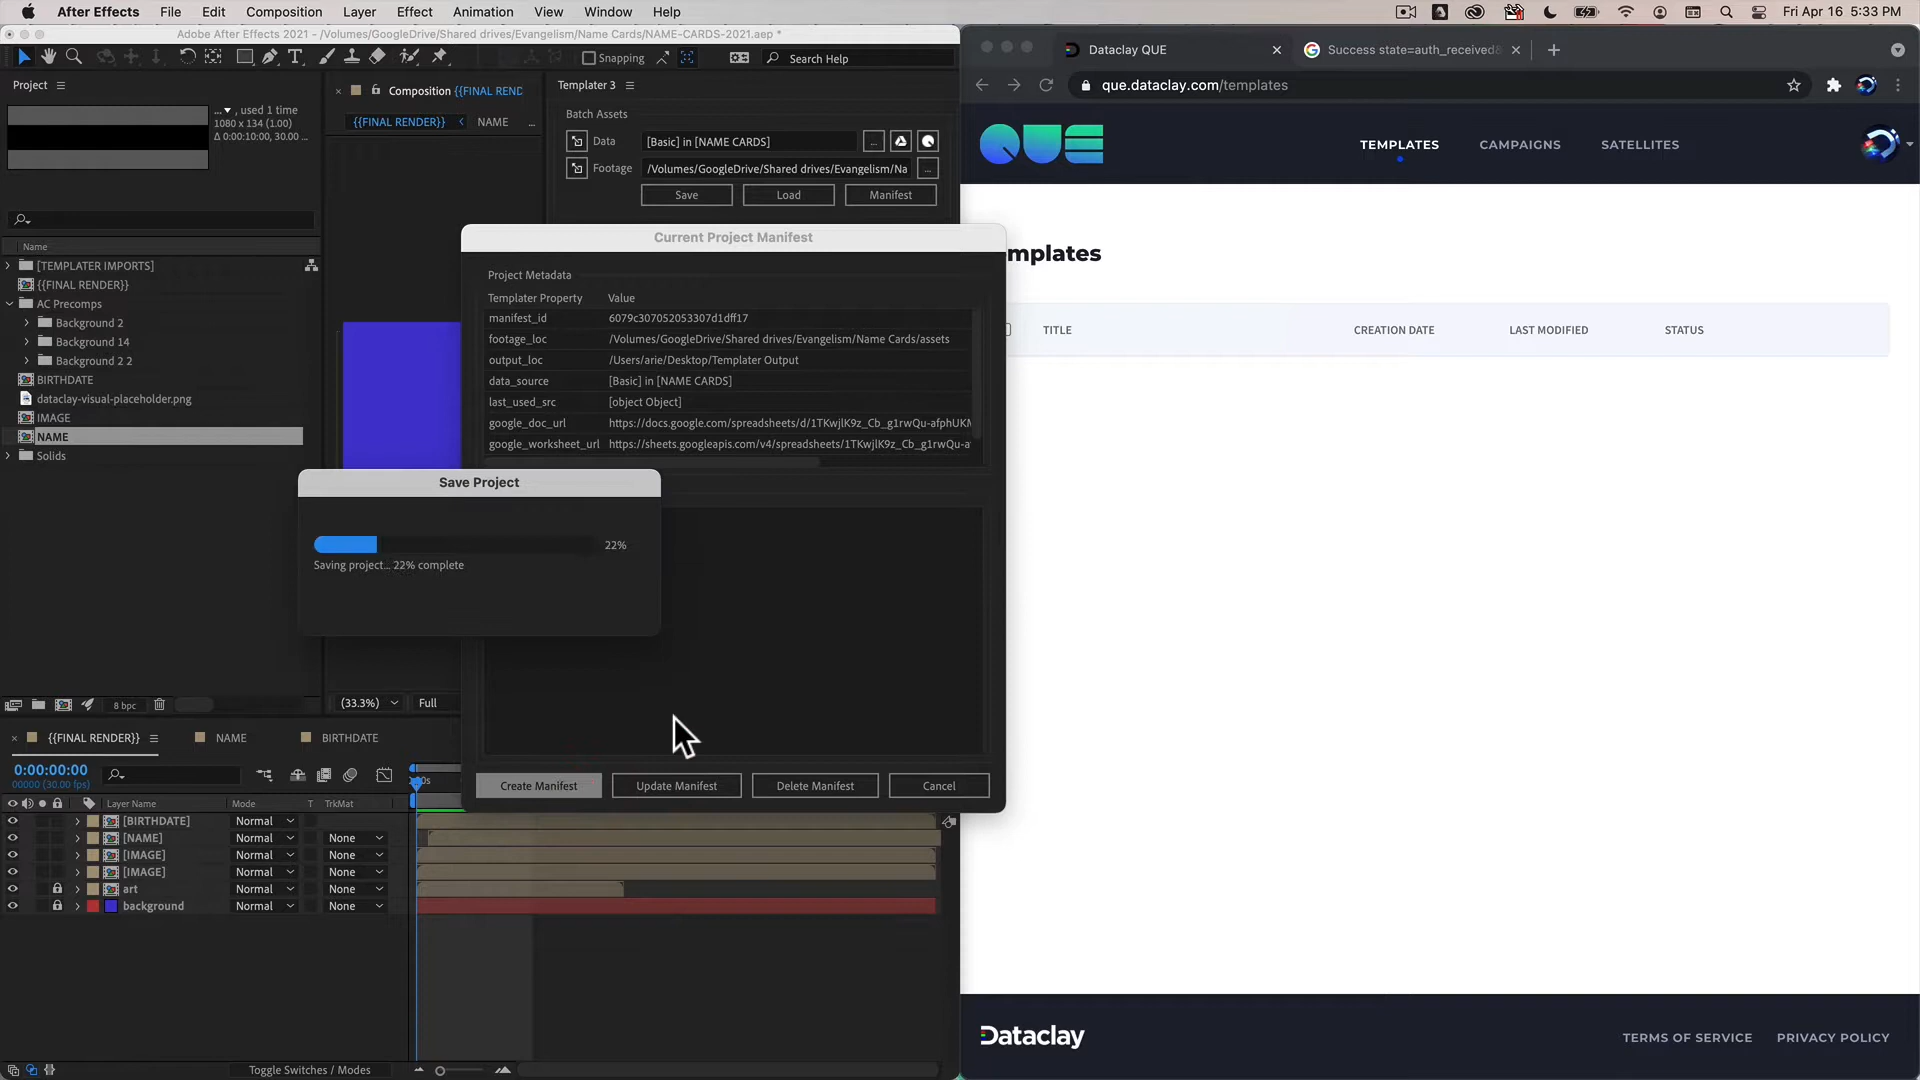 After Effects File Edit Composition Layer Effect Animation View Window Help Fri Apr 16 5:33 PM
Adobe After Effects 2021 - /Volumes/GoogleDrive/Shared drives/Evangelism/Name Cards/NAME-CARDS-2021.aep *
Snapping Search Help
Project
, used 1 time
1080 x 134 (1.00)
Δ 0:00:10:00, 30.00 ...
Name
[TEMPLATER IMPORTS]
{{FINAL RENDER}}
AC Precomps
Background 2
Background 14
Background 2 2
BIRTHDATE
dataclay-visual-placeholder.png
IMAGE
NAME
Solids
8 bpc
Composition {{FINAL REND
{{FINAL RENDER}} NAME ...
(33.3%) Full
Templater 3
Batch Assets
Data [Basic] in [NAME CARDS] ...
Footage /Volumes/GoogleDrive/Shared drives/Evangelism/Na ...
Save Load Manifest
Current Project Manifest
Project Metadata
Templater Property Value
manifest_id 6079c307052053307d1dff17
footage_loc /Volumes/GoogleDrive/Shared drives/Evangelism/Name Cards/assets
output_loc /Users/arie/Desktop/Templater Output
data_source [Basic] in [NAME CARDS]
last_used_src [object Object]
google_doc_url https://docs.google.com/spreadsheets/d/1TKwjlK9z_Cb_g1rwQu-afphUKM
google_worksheet_url https://sheets.googleapis.com/v4/spreadsheets/1TKwjlK9z_Cb_g1rwQu-a
Save Project
22%
Saving project... 22% complete
Create Manifest Update Manifest Delete Manifest Cancel
{{FINAL RENDER}} NAME BIRTHDATE
0:00:00:00
00000 (30.00 fps)
Layer Name Mode T TrkMat
[BIRTHDATE] Normal
[NAME] Normal None
[IMAGE] Normal None
[IMAGE] Normal None
art Normal None
background Normal None
Toggle Switches / Modes
Dataclay QUE
Success state=auth_received&
que.dataclay.com/templates
QUE
TEMPLATES CAMPAIGNS SATELLITES
mplates
TITLE CREATION DATE LAST MODIFIED STATUS
Dataclay
TERMS OF SERVICE PRIVACY POLICY